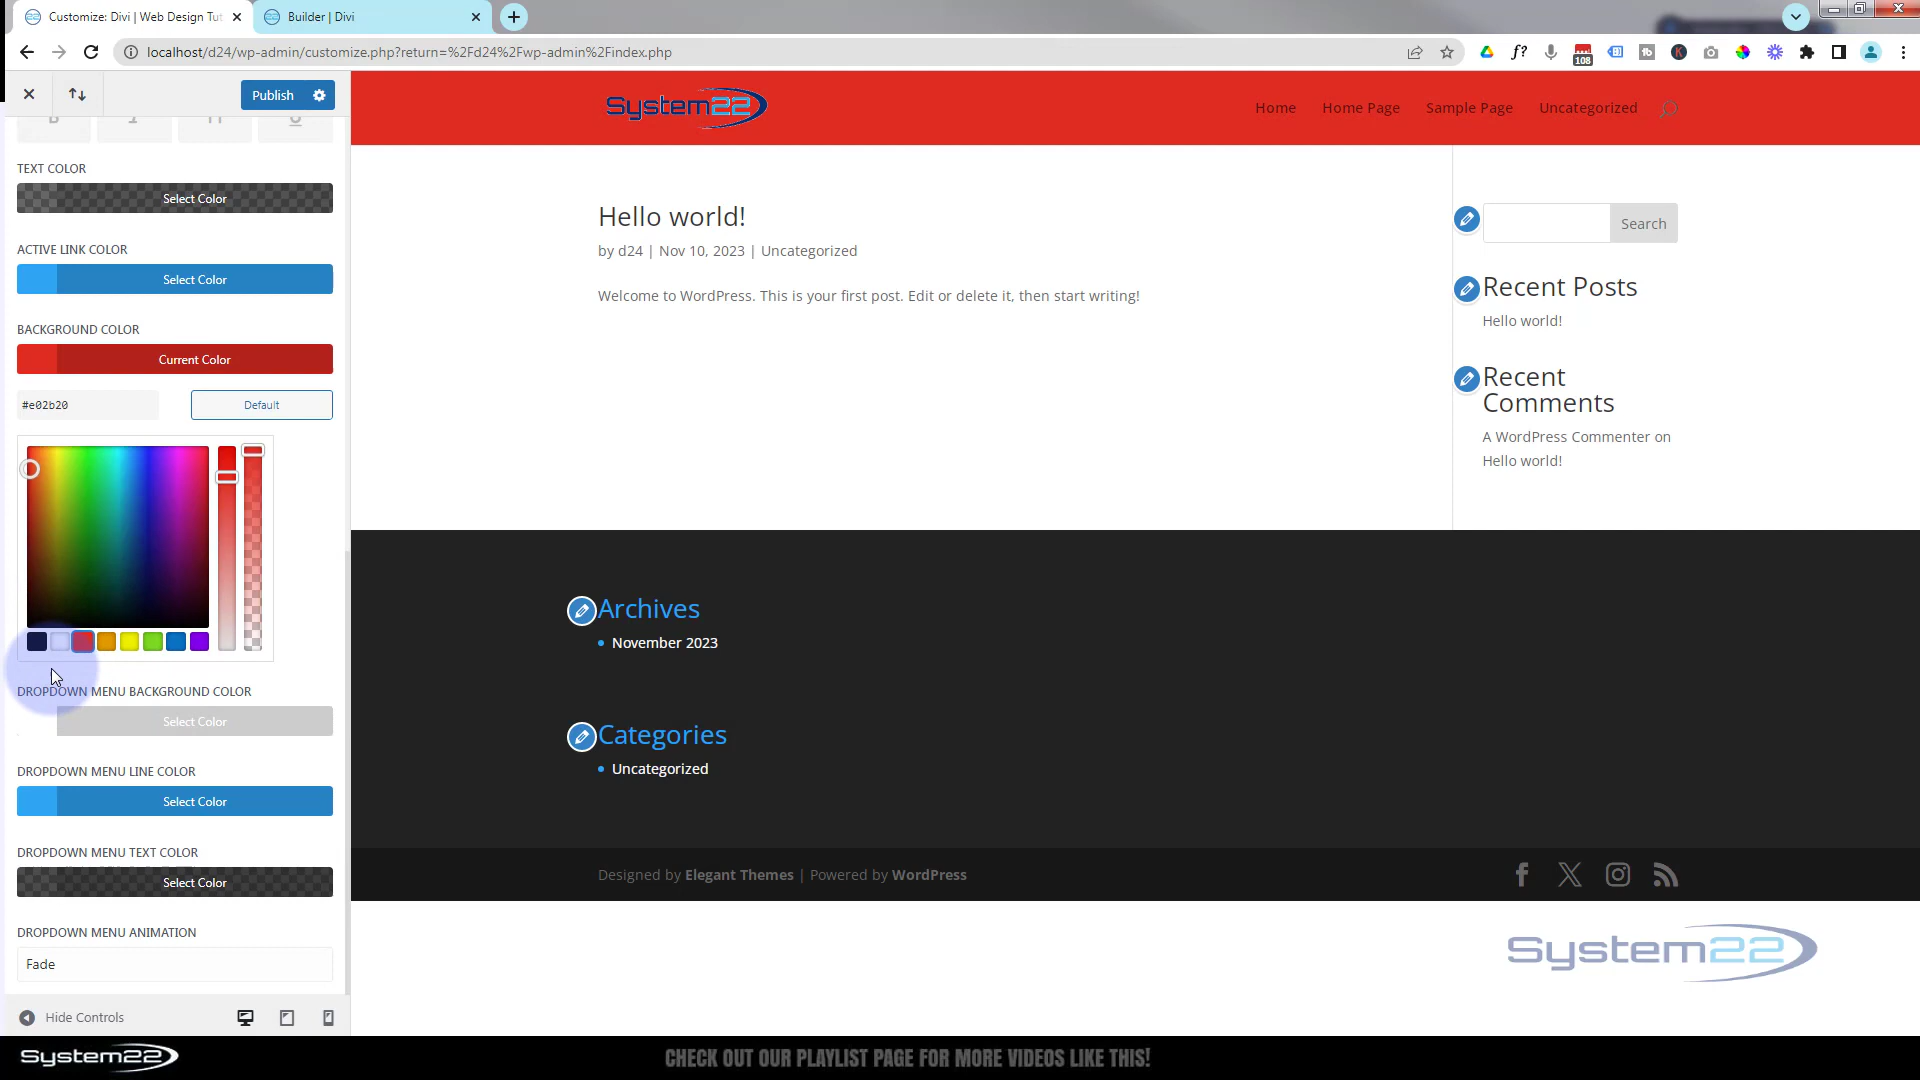 Customize: Divi | Web Design Tut
Builder | Divi
localhost/d24/wp-admin/customize.php?return=%2Fd24%2Fwp-admin%2Findex.php
f?
108
tb
K
Publish
System22
Home
Home Page
Sample Page
Uncategorized
TEXT COLOR
Select Color
ACTIVE LINK COLOR
Select Color
BACKGROUND COLOR
Current Color
#e02b20
Default
DROPDOWN MENU BACKGROUND COLOR
Select Color
DROPDOWN MENU LINE COLOR
Select Color
DROPDOWN MENU TEXT COLOR
Select Color
DROPDOWN MENU ANIMATION
Fade
Hide Controls
Hello world!
by d24 | Nov 10, 2023 | Uncategorized
Welcome to WordPress. This is your first post. Edit or delete it, then start writing!
Search
Recent Posts
Hello world!
Recent
Comments
A WordPress Commenter on
Hello world!
Archives
November 2023
Categories
Uncategorized
Designed by Elegant Themes | Powered by WordPress
System22
System22
CHECK OUT OUR PLAYLIST PAGE FOR MORE VIDEOS LIKE THIS!